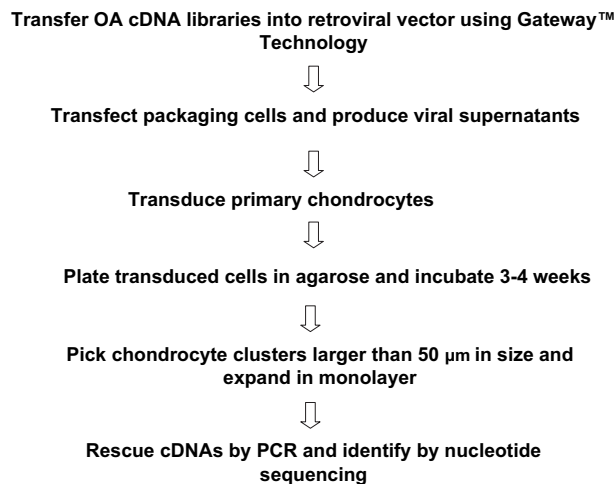 Transfer OA cDNA libraries into retroviral vector using Gateway™
Technology
Transfect packaging cells and produce viral supernatants
Transduce primary chondrocytes
Plate transduced cells in agarose and incubate 3-4 weeks
Pick chondrocyte clusters larger than 50 µm in size and
expand in monolayer
Rescue cDNAs by PCR and identify by nucleotide
sequencing